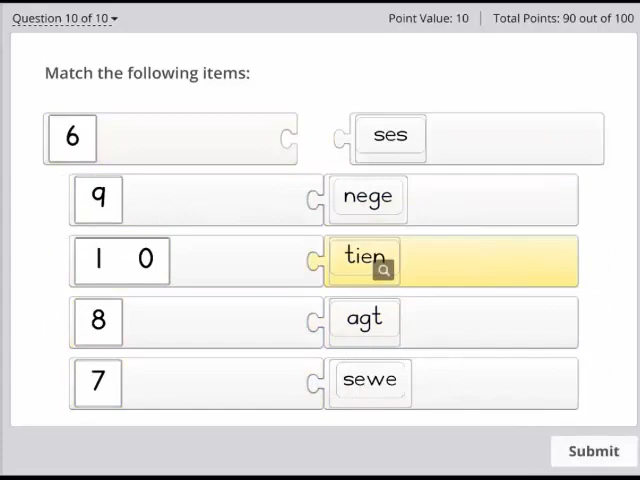 Question 10 of 10 Point Value: 10 Total Points: 90 out of 100
Match the following items:
6 ses
9 nege
1 0 tien
8 agt
7 sewe
Submit